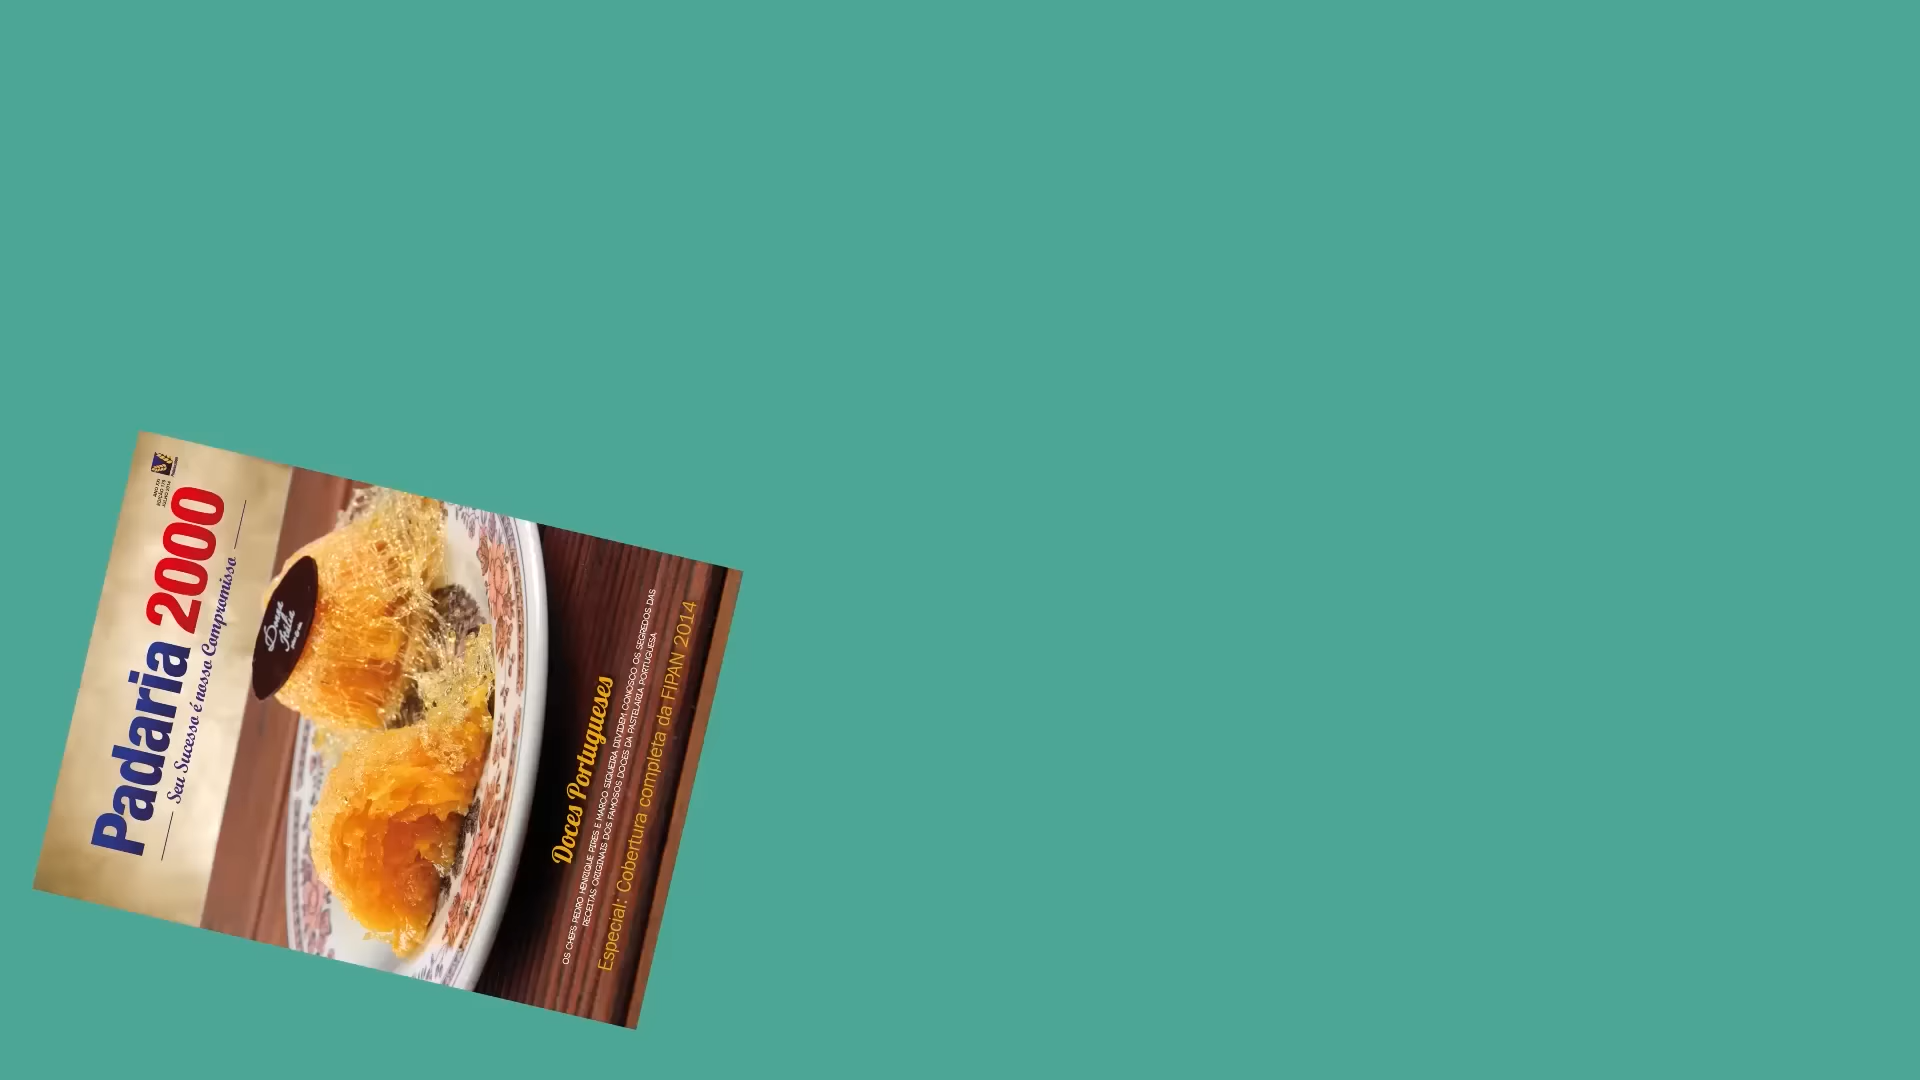 Padaria 2000
Seu Sucesso é nosso Compromisso
Doces Portugueses
OS CHEFS PEDRO HENRIQUE PIRES E MARCO SIQUEIRA DIVIDEM CONOSCO OS SEGREDOS DAS
RECEITAS ORIGINAIS DOS FAMOSOS DOCES DA PASTELARIA PORTUGUESA
Especial: Cobertura completa da FIPAN 2014